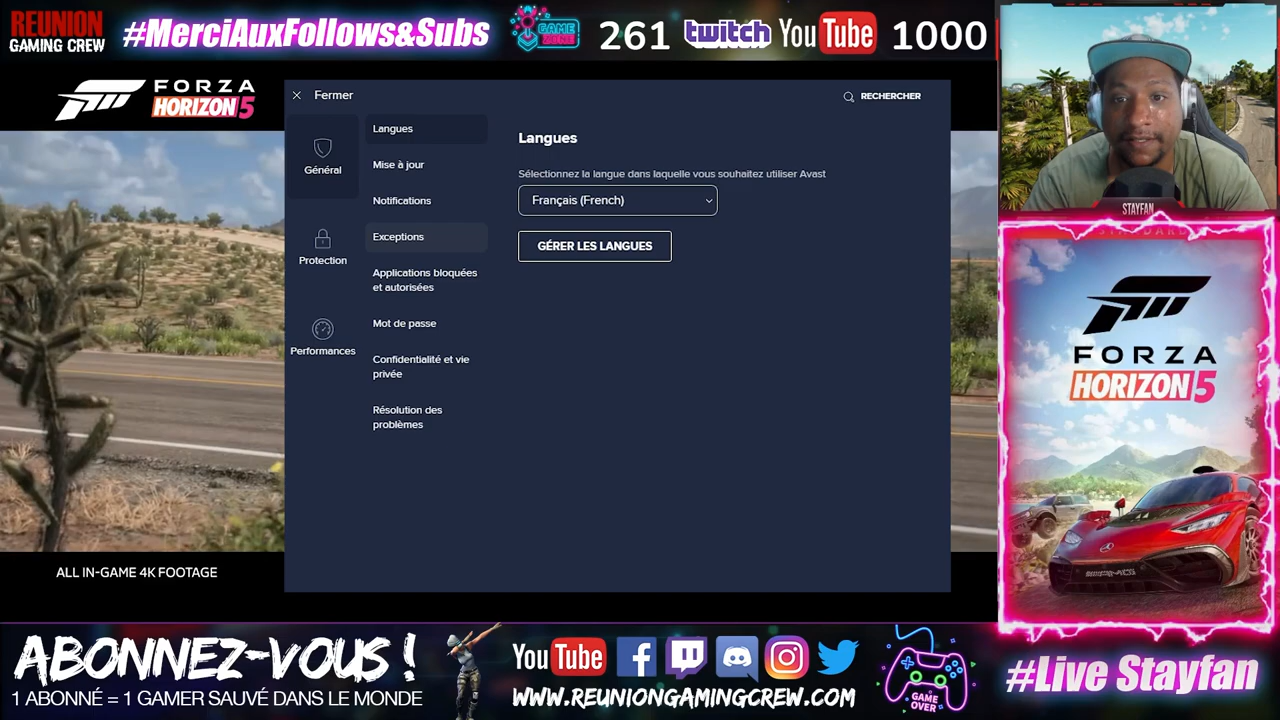 REUNION
GAMING CREW
#MerciAuxFollows&Subs
GAME
ZONE
261
twitch
YouTube
1000
FORZA
HORIZON 5
Fermer
RECHERCHER
Général
Protection
Performances
Langues
Mise à jour
Notifications
Exceptions
Applications bloquées
et autorisées
Mot de passe
Confidentialité et vie
privée
Résolution des
problèmes
Langues
Sélectionnez la langue dans laquelle vous souhaitez utiliser Avast
Français (French)
GÉRER LES LANGUES
STAYFAN
STANDARD
FORZA
HORIZON 5
ALL IN-GAME 4K FOOTAGE
ABONNEZ-VOUS !
1 ABONNÉ = 1 GAMER SAUVÉ DANS LE MONDE
YouTube
WWW.REUNIONGAMINGCREW.COM
GAME
OVER
#Live Stayfan